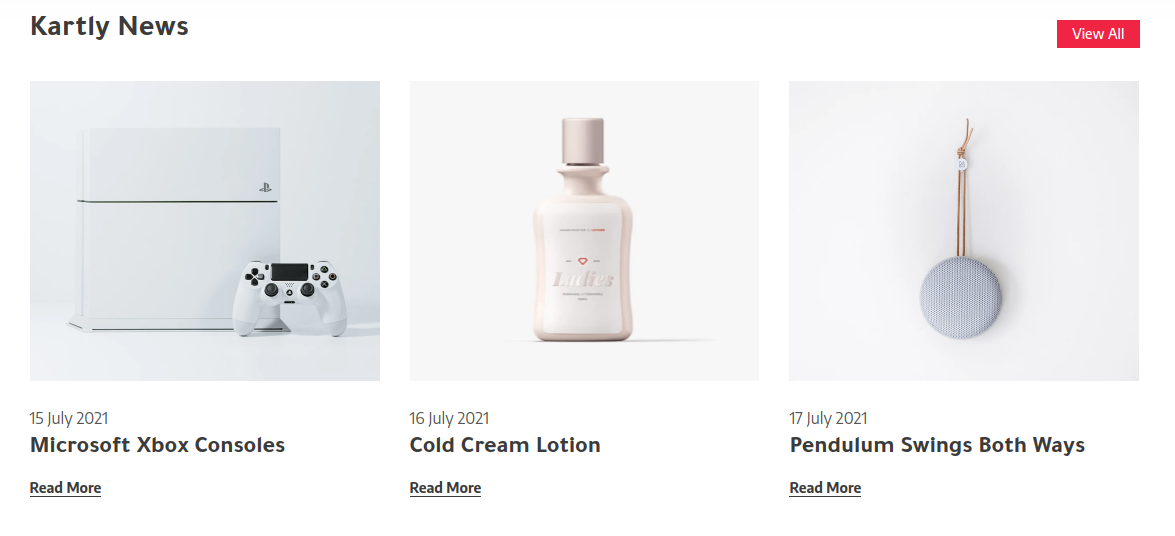 Kartly News
View All
Ladies
15 July 2021
Microsoft Xbox Consoles
Read More
16 July 2021
Cold Cream Lotion
Read More
17 July 2021
Pendulum Swings Both Ways
Read More